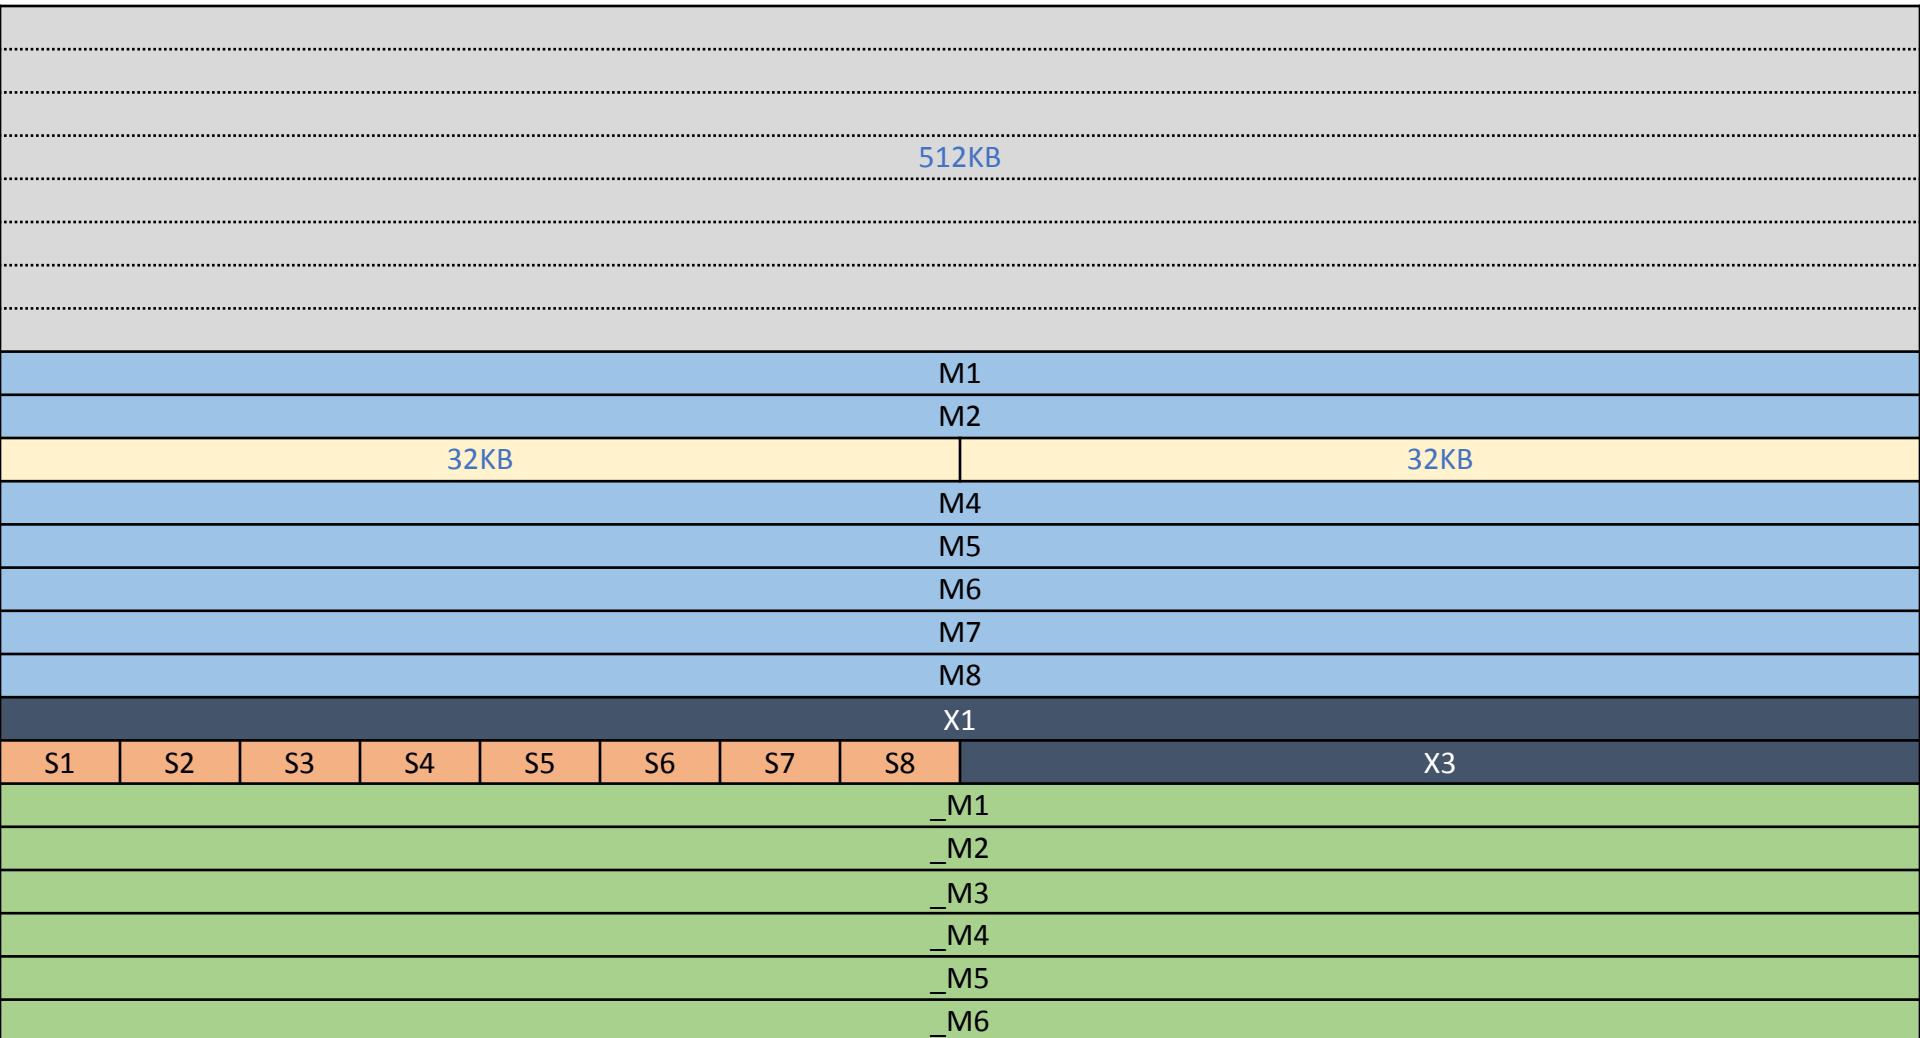 512KB
M1
M2
32KB 32KB
M4
M5
M6
M7
M8
X1
S1 S2 S3 S4 S5 S6 S7 S8 X3
_M1
_M2
_M3
_M4
_M5
_M6